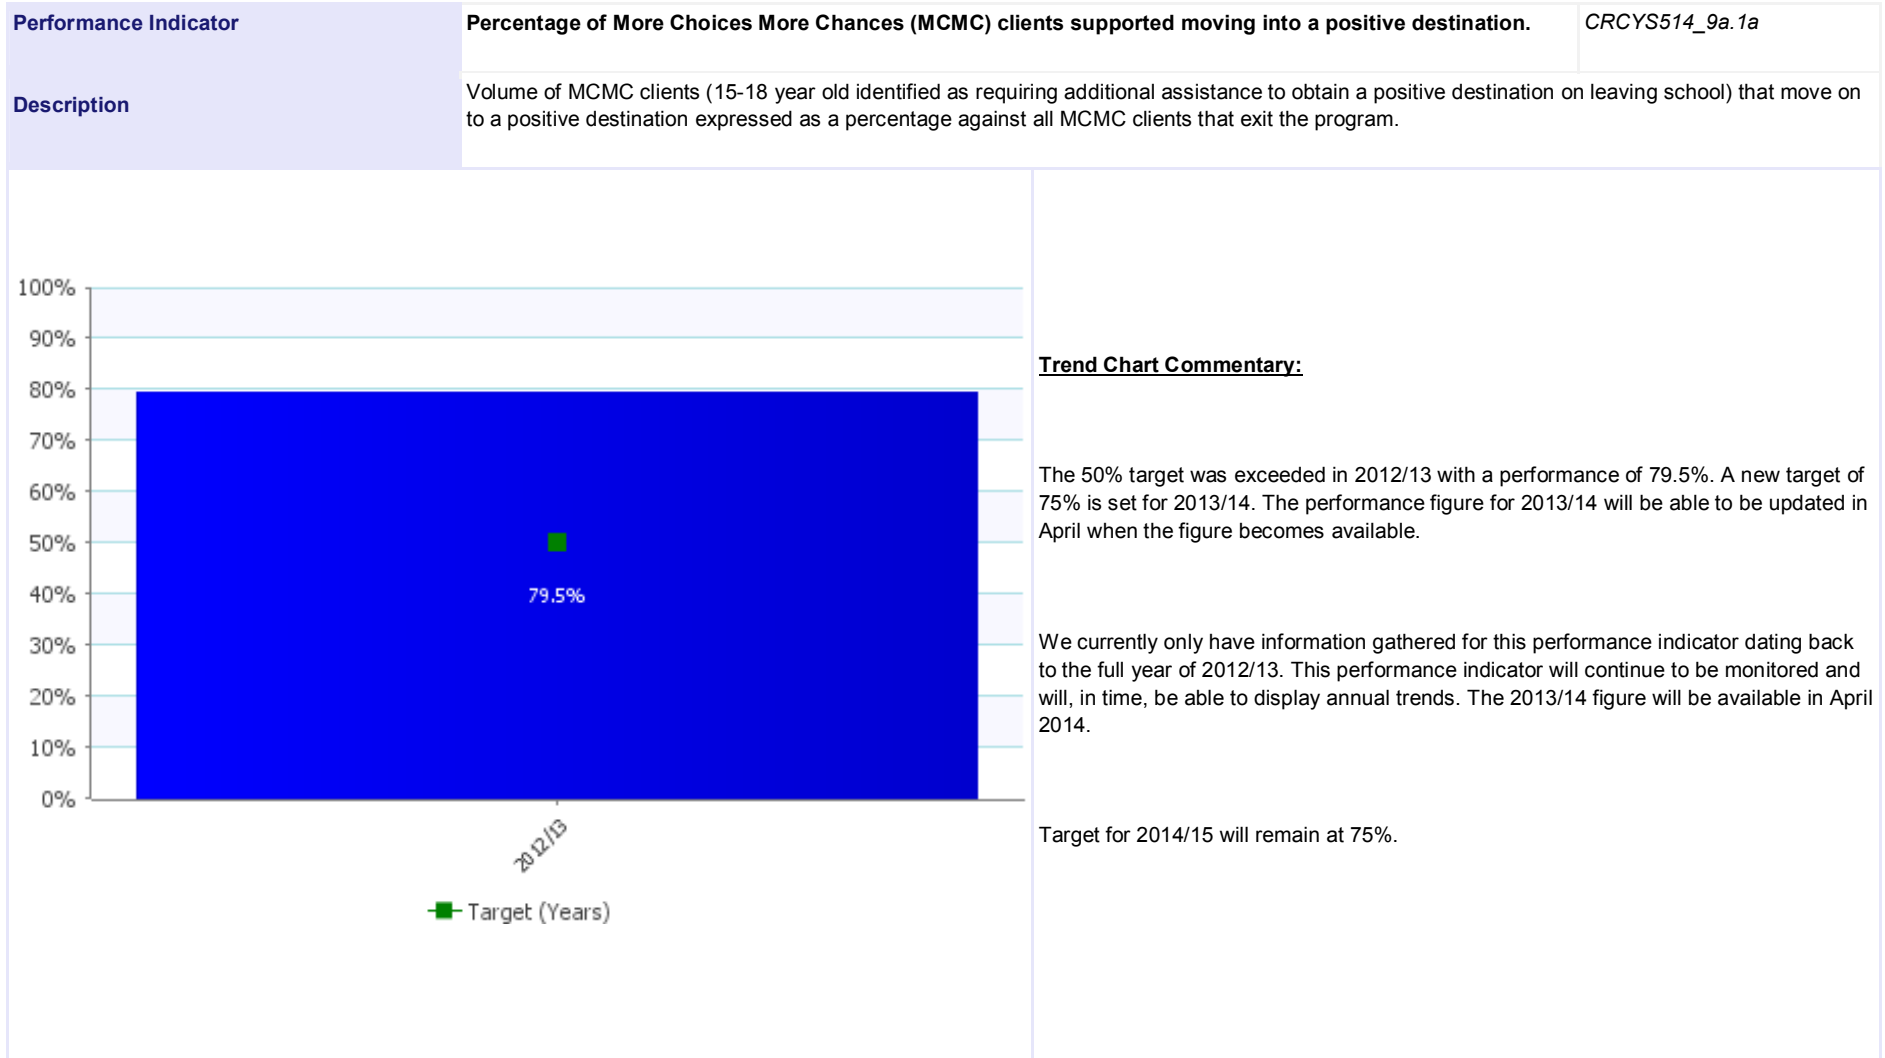 Performance Indicator
Percentage of More Choices More Chances (MCMC) clients supported moving into a positive destination.
CRCYS514_9a.1a
Description
Volume of MCMC clients (15-18 year old identified as requiring additional assistance to obtain a positive destination on leaving school) that move on
to a positive destination expressed as a percentage against all MCMC clients that exit the program.
100%
90%
80%
70%
60%
50%
40%
30%
20%
10%
0%
79.5%
2012/13
Target (Years)
Trend Chart Commentary:
The 50% target was exceeded in 2012/13 with a performance of 79.5%. A new target of
75% is set for 2013/14. The performance figure for 2013/14 will be able to be updated in
April when the figure becomes available.
We currently only have information gathered for this performance indicator dating back
to the full year of 2012/13. This performance indicator will continue to be monitored and
will, in time, be able to display annual trends. The 2013/14 figure will be available in April
2014.
Target for 2014/15 will remain at 75%.